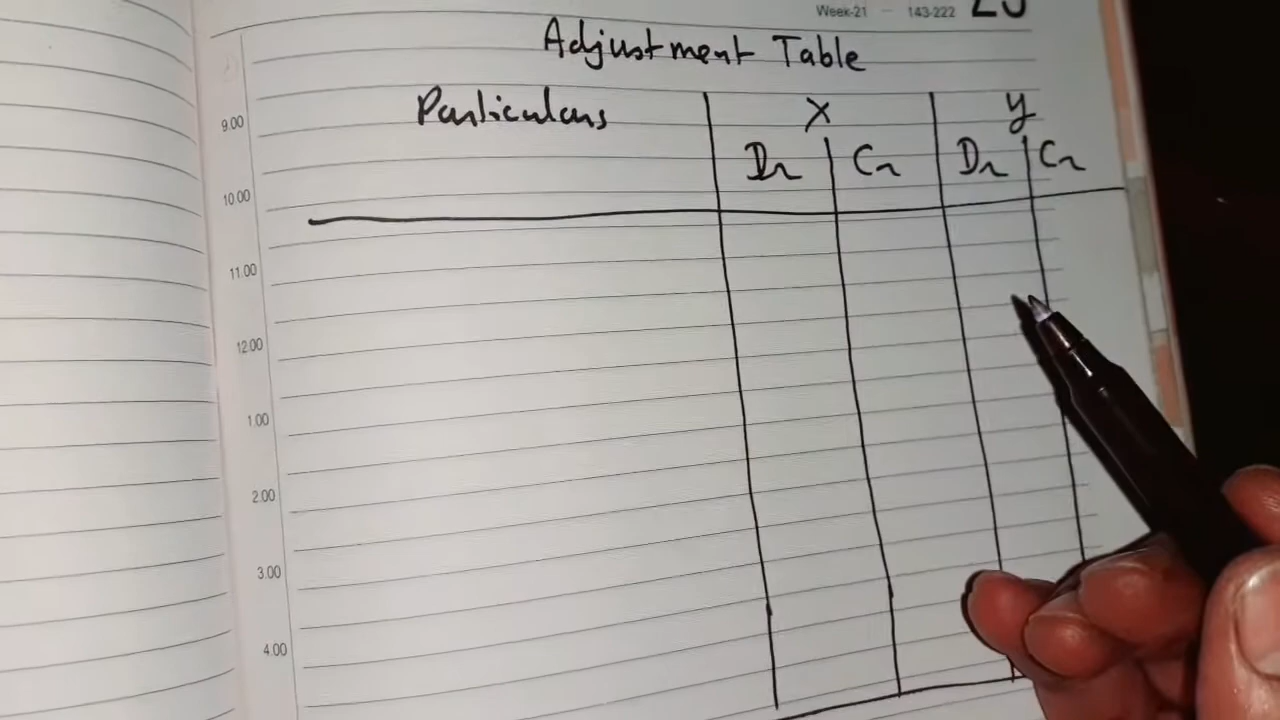 Week-21 – 143-222
Adjustment Table
Particulars X Y
Dr Cr Dr Cr
9.00
10.00
11.00
12.00
1.00
2.00
3.00
4.00